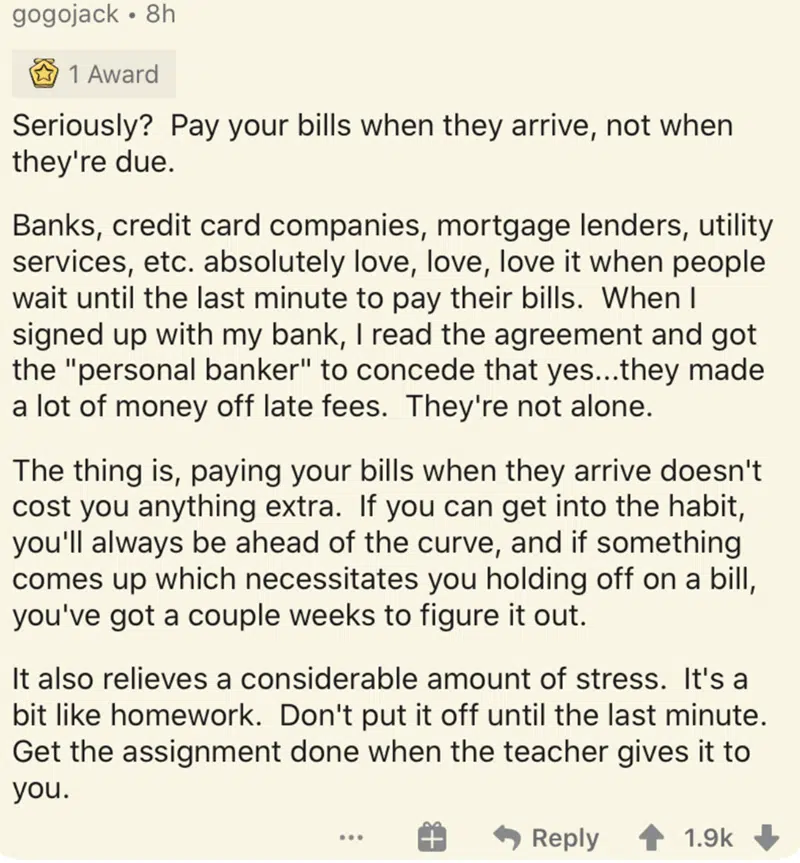 gogojack • 8h
1 Award
Seriously?  Pay your bills when they arrive, not when
they're due.
Banks, credit card companies, mortgage lenders, utility
services, etc. absolutely love, love, love it when people
wait until the last minute to pay their bills.  When I
signed up with my bank, I read the agreement and got
the "personal banker" to concede that yes...they made
a lot of money off late fees.  They're not alone.
The thing is, paying your bills when they arrive doesn't
cost you anything extra.  If you can get into the habit,
you'll always be ahead of the curve, and if something
comes up which necessitates you holding off on a bill,
you've got a couple weeks to figure it out.
It also relieves a considerable amount of stress.  It's a
bit like homework.  Don't put it off until the last minute.
Get the assignment done when the teacher gives it to
you.
... Reply 1.9k